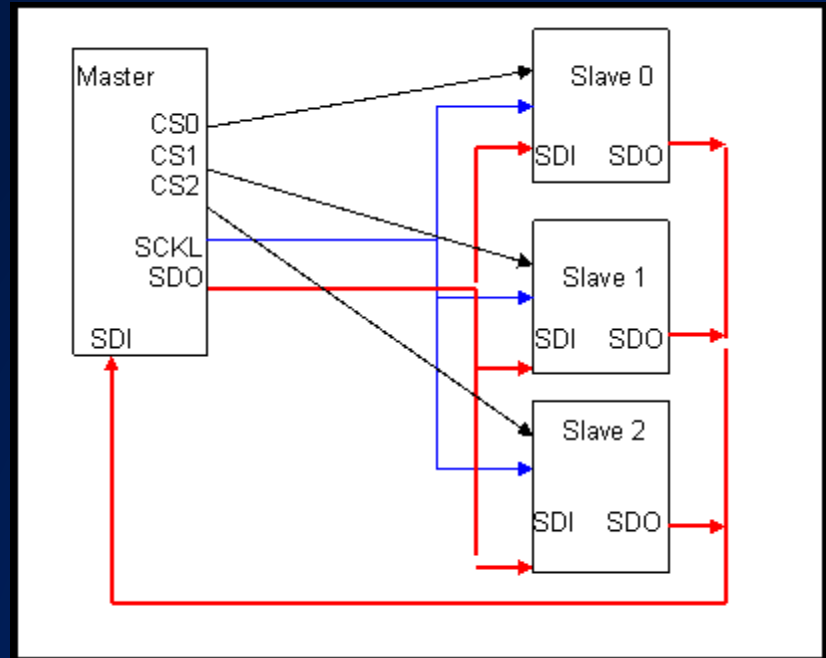 Master
CS0
CS1
CS2
SCKL
SDO
SDI
Slave 0
SDI SDO
Slave 1
SDI SDO
Slave 2
SDI SDO